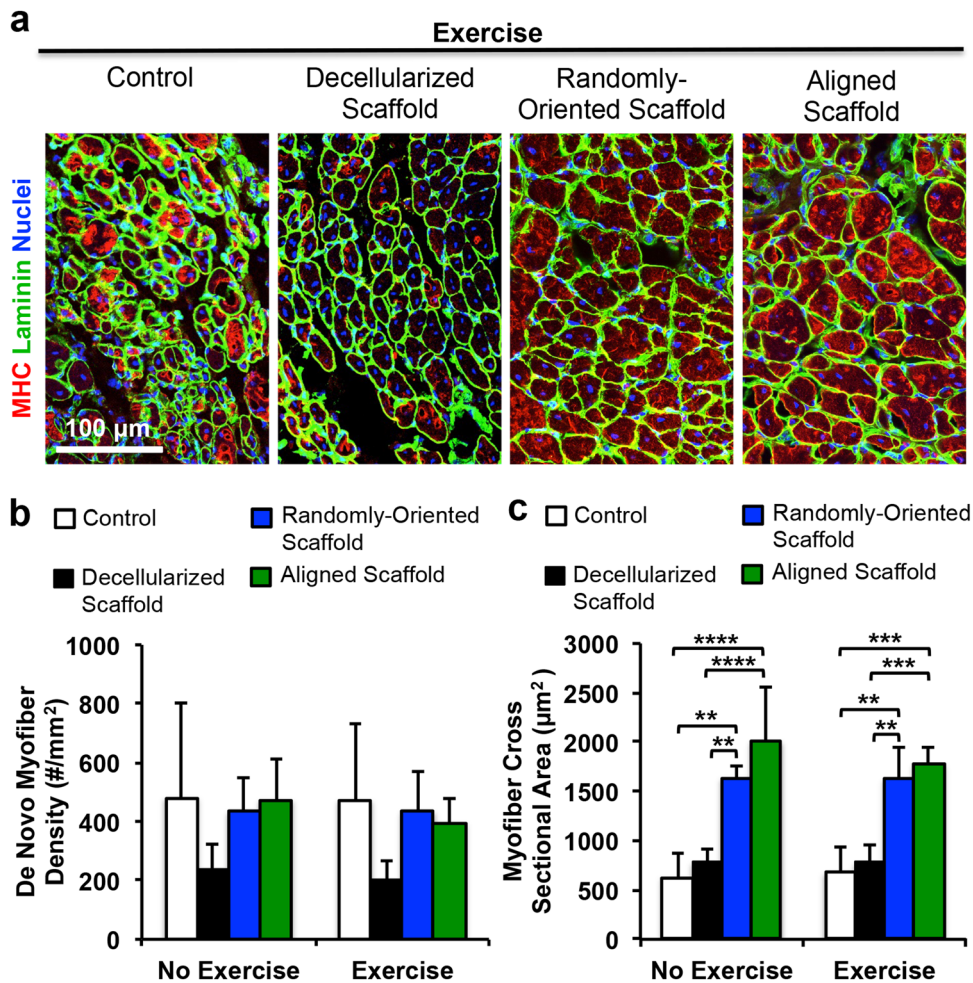 a
Exercise
Control
Decellularized
Scaffold
Randomly-
Oriented Scaffold
Aligned
Scaffold
MHC Laminin Nuclei
100 µm
b
Control
Randomly-Oriented
Scaffold
Decellularized
Scaffold
Aligned Scaffold
De Novo Myofiber
Density (#/mm²)
1000
800
600
400
200
0
No Exercise
Exercise
c
Control
Randomly-Oriented
Scaffold
Decellularized
Scaffold
Aligned Scaffold
Myofiber Cross
Sectional Area (µm²)
3000
2500
2000
1500
1000
500
0
****
****
**
**
***
***
**
**
No Exercise
Exercise